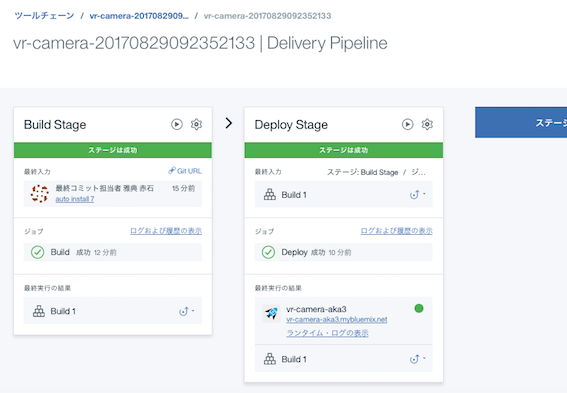 ツールチェーン / vr-camera-2017082909... / vr-camera-20170829092352133
vr-camera-20170829092352133 | Delivery Pipeline
Build Stage
ステージは成功
最終入力 Git URL
最終コミット担当者 雅典 赤石 15 分前
auto install 7
ジョブ ログおよび履歴の表示
Build 成功 12 分前
最終実行の結果
Build 1
Deploy Stage
ステージは成功
最終入力 ステージ: Build Stage / ジ...
Build 1
ジョブ ログおよび履歴の表示
Deploy 成功 10 分前
最終実行の結果
vr-camera-aka3
vr-camera-aka3.mybluemix.net
ランタイム・ログの表示
Build 1
ステージ